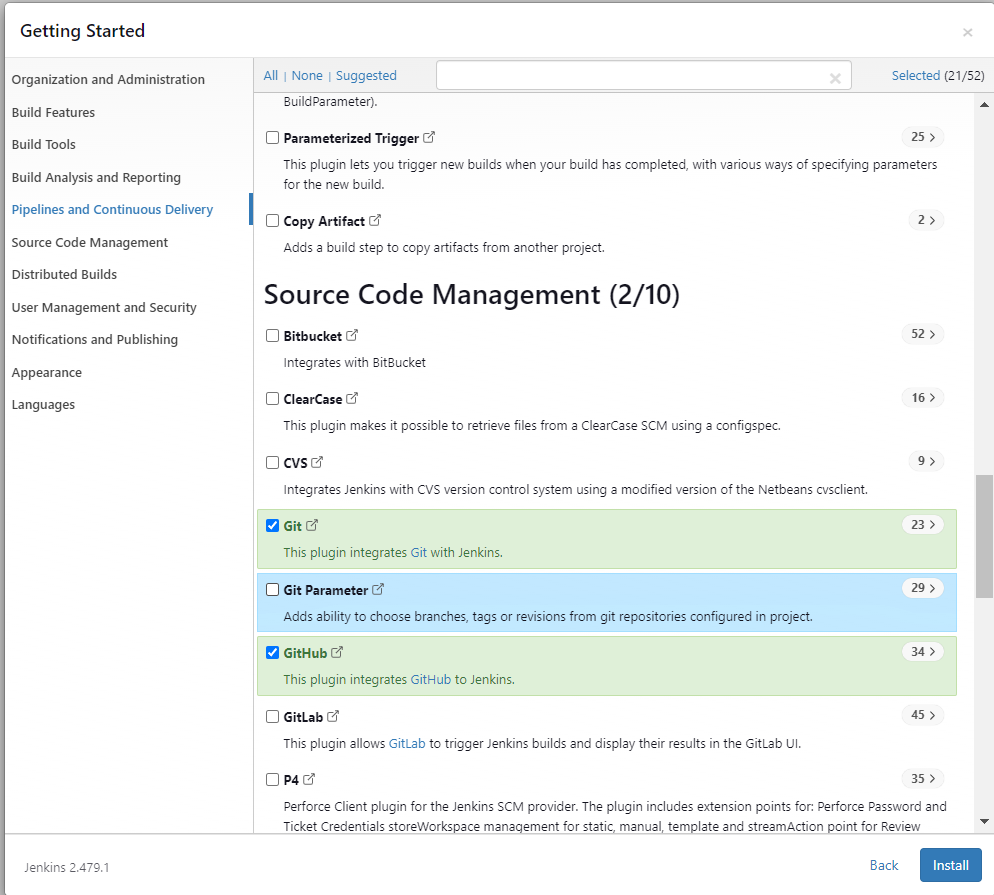 Getting Started
×
Organization and Administration
Build Features
Build Tools
Build Analysis and Reporting
Pipelines and Continuous Delivery
Source Code Management
Distributed Builds
User Management and Security
Notifications and Publishing
Appearance
Languages
All | None | Suggested
Selected (21/52)
BuildParameter).
Parameterized Trigger 25 >
This plugin lets you trigger new builds when your build has completed, with various ways of specifying parameters
for the new build.
Copy Artifact 2 >
Adds a build step to copy artifacts from another project.
Source Code Management (2/10)
Bitbucket 52 >
Integrates with BitBucket
ClearCase 16 >
This plugin makes it possible to retrieve files from a ClearCase SCM using a configspec.
CVS 9 >
Integrates Jenkins with CVS version control system using a modified version of the Netbeans cvsclient.
Git 23 >
This plugin integrates Git with Jenkins.
Git Parameter 29 >
Adds ability to choose branches, tags or revisions from git repositories configured in project.
GitHub 34 >
This plugin integrates GitHub to Jenkins.
GitLab 45 >
This plugin allows GitLab to trigger Jenkins builds and display their results in the GitLab UI.
P4 35 >
Perforce Client plugin for the Jenkins SCM provider. The plugin includes extension points for: Perforce Password and
Ticket Credentials storeWorkspace management for static, manual, template and streamAction point for Review
Jenkins 2.479.1
Back
Install